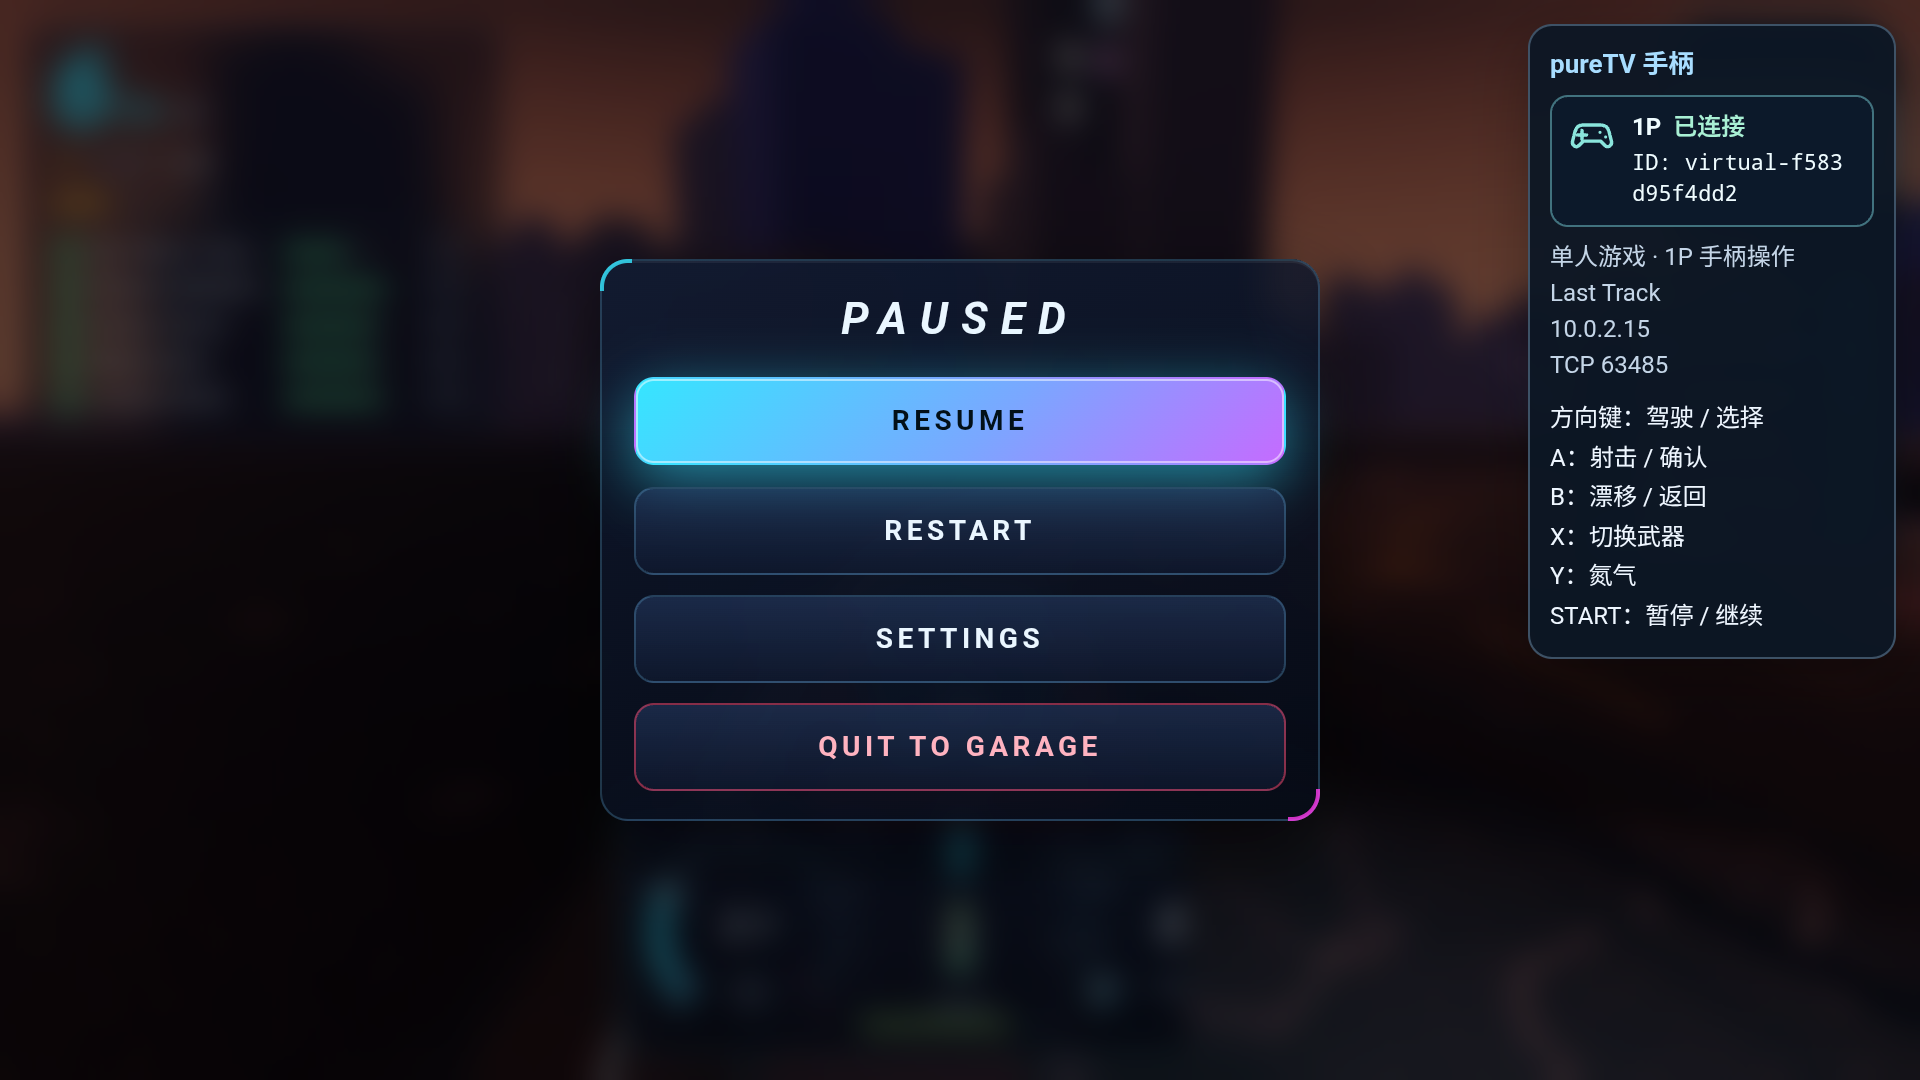 PAUSED
RESUME
RESTART
SETTINGS
QUIT TO GARAGE
pureTV 手柄
1P 已连接
ID: virtual-f583
d95f4dd2
单人游戏 · 1P 手柄操作
Last Track
10.0.2.15
TCP 63485
方向键：驾驶 / 选择
A：射击 / 确认
B：漂移 / 返回
X：切换武器
Y：氮气
START：暂停 / 继续